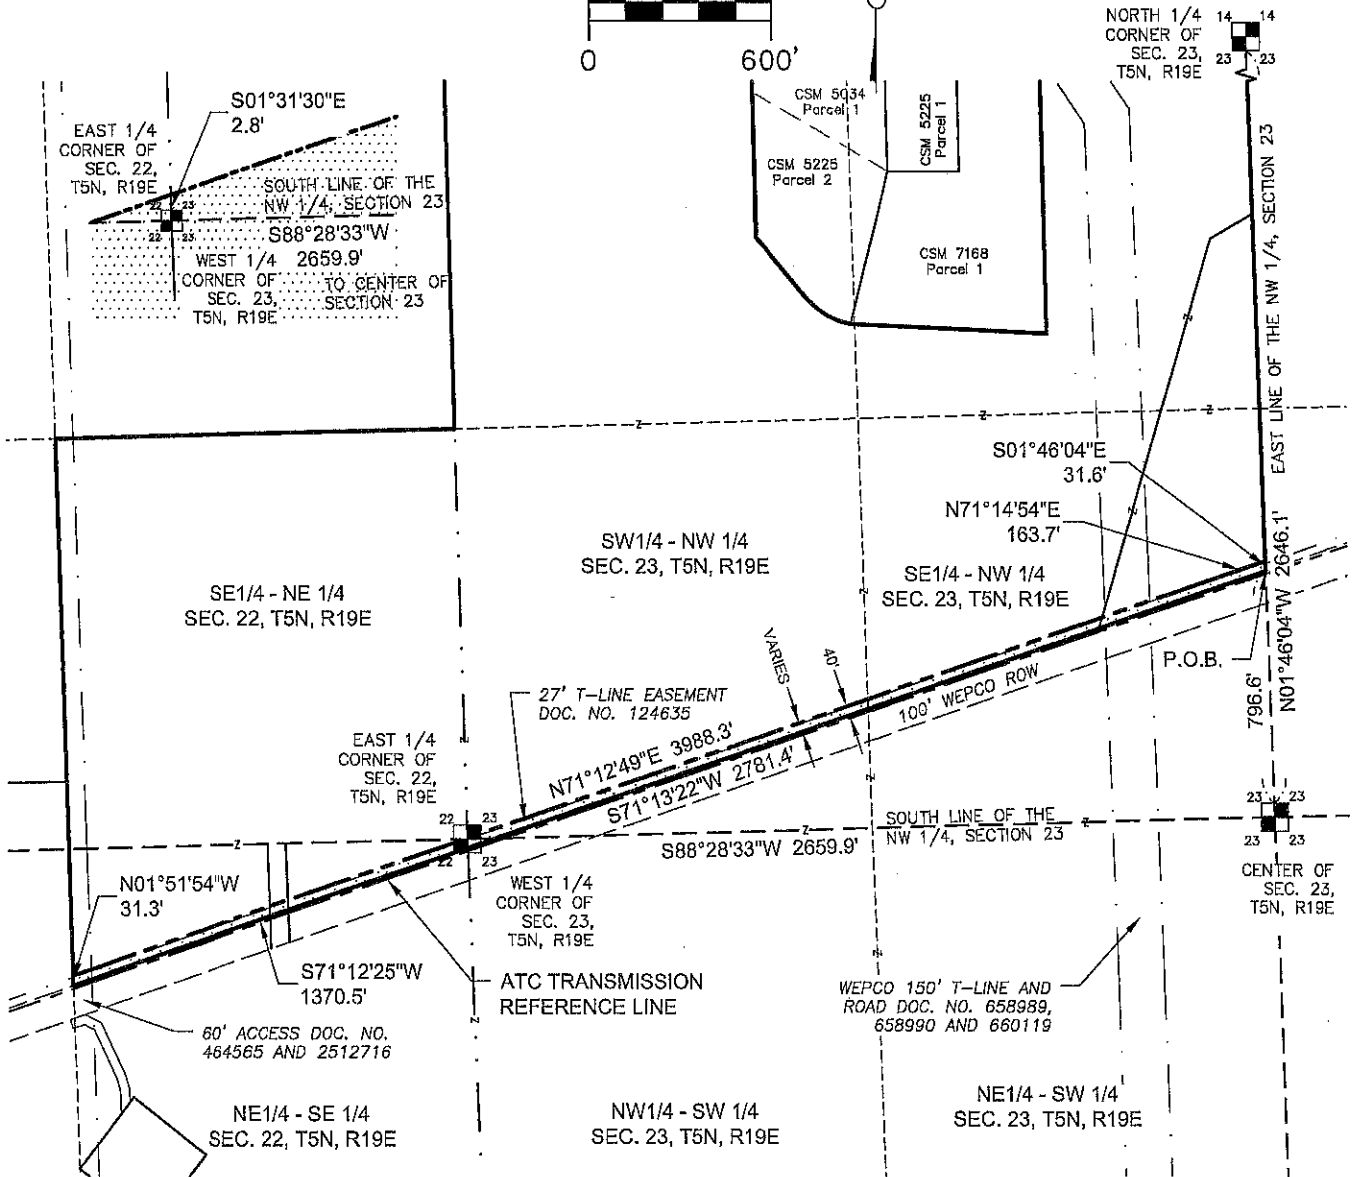 0 600'
NORTH 1/4
CORNER OF
SEC. 23,
T5N, R19E
14 14
23 23
S01°31'30"E
2.8'
EAST 1/4
CORNER OF
SEC. 22,
T5N, R19E
22 23
22 23
SOUTH LINE OF THE
NW 1/4, SECTION 23
S88°28'33"W
2659.9'
TO CENTER OF
SECTION 23
WEST 1/4
CORNER OF
SEC. 23,
T5N, R19E
CSM 5034
Parcel 1
CSM 5225
Parcel 1
CSM 5225
Parcel 2
CSM 7168
Parcel 1
EAST LINE OF THE NW 1/4, SECTION 23
N01°46'04"W 2646.1'
S01°46'04"E
31.6'
N71°14'54"E
163.7'
SW1/4 - NW 1/4
SEC. 23, T5N, R19E
SE1/4 - NW 1/4
SEC. 23, T5N, R19E
SE1/4 - NE 1/4
SEC. 22, T5N, R19E
VARIES
40'
P.O.B.
796.6'
100' WEPCO ROW
27' T-LINE EASEMENT
DOC. NO. 124635
N71°12'49"E 3988.3'
S71°13'22"W 2781.4'
EAST 1/4
CORNER OF
SEC. 22,
T5N, R19E
22 23
22 23
SOUTH LINE OF THE
NW 1/4, SECTION 23
S88°28'33"W 2659.9'
23 23
23 23
CENTER OF
SEC. 23,
T5N, R19E
WEST 1/4
CORNER OF
SEC. 23,
T5N, R19E
N01°51'54"W
31.3'
S71°12'25"W
1370.5'
ATC TRANSMISSION
REFERENCE LINE
WEPCO 150' T-LINE AND
ROAD DOC. NO. 658989,
658990 AND 660119
60' ACCESS DOC. NO.
464565 AND 2512716
NE1/4 - SE 1/4
SEC. 22, T5N, R19E
NW1/4 - SW 1/4
SEC. 23, T5N, R19E
NE1/4 - SW 1/4
SEC. 23, T5N, R19E